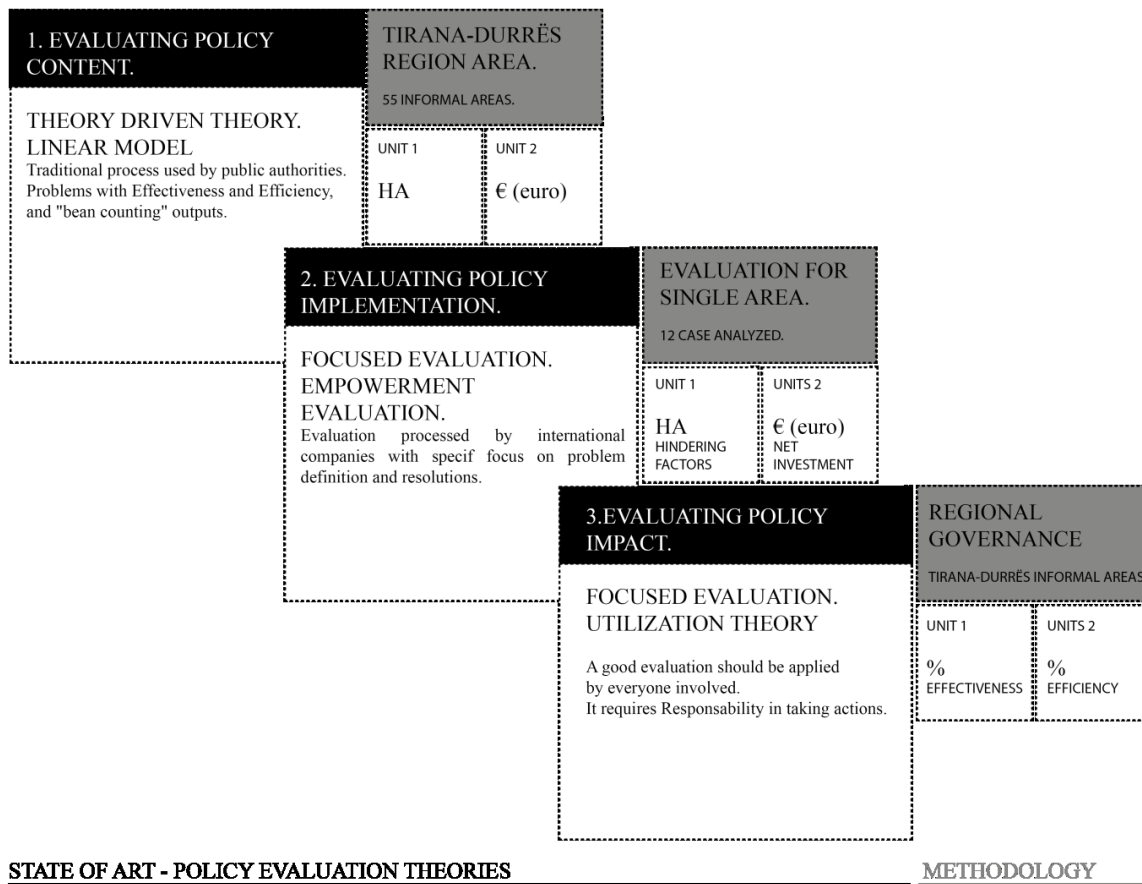 1. EVALUATING POLICY
CONTENT.
TIRANA-DURRËS
REGION AREA.
55 INFORMAL AREAS.
THEORY DRIVEN THEORY.
LINEAR MODEL
Traditional process used by public authorities.
Problems with Effectiveness and Efficiency,
and "bean counting" outputs.
UNIT 1
HA
UNIT 2
€ (euro)
2. EVALUATING POLICY
IMPLEMENTATION.
EVALUATION FOR
SINGLE AREA.
12 CASE ANALYZED.
FOCUSED EVALUATION.
EMPOWERMENT
EVALUATION.
Evaluation processed by international
companies with specif focus on problem
definition and resolutions.
UNIT 1
HA
HINDERING
FACTORS
UNITS 2
€ (euro)
NET
INVESTMENT
3.EVALUATING POLICY
IMPACT.
REGIONAL
GOVERNANCE
TIRANA-DURRËS INFORMAL AREAS
FOCUSED EVALUATION.
UTILIZATION THEORY
A good evaluation should be applied
by everyone involved.
It requires Responsability in taking actions.
UNIT 1
%
EFFECTIVENESS
UNITS 2
%
EFFICIENCY
STATE OF ART - POLICY EVALUATION THEORIES
METHODOLOGY